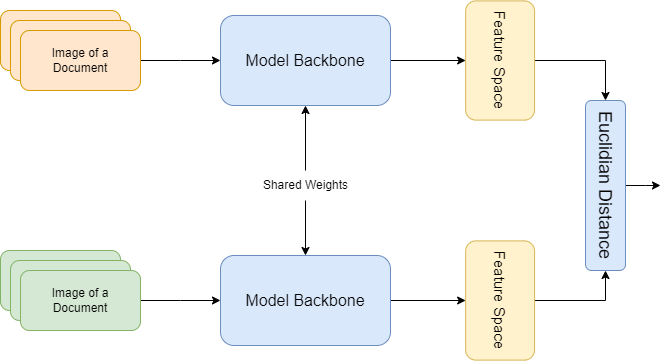 Image of a
Document
Model Backbone
Feature Space
Euclidian Distance
Shared Weights
Image of a
Document
Model Backbone
Feature Space